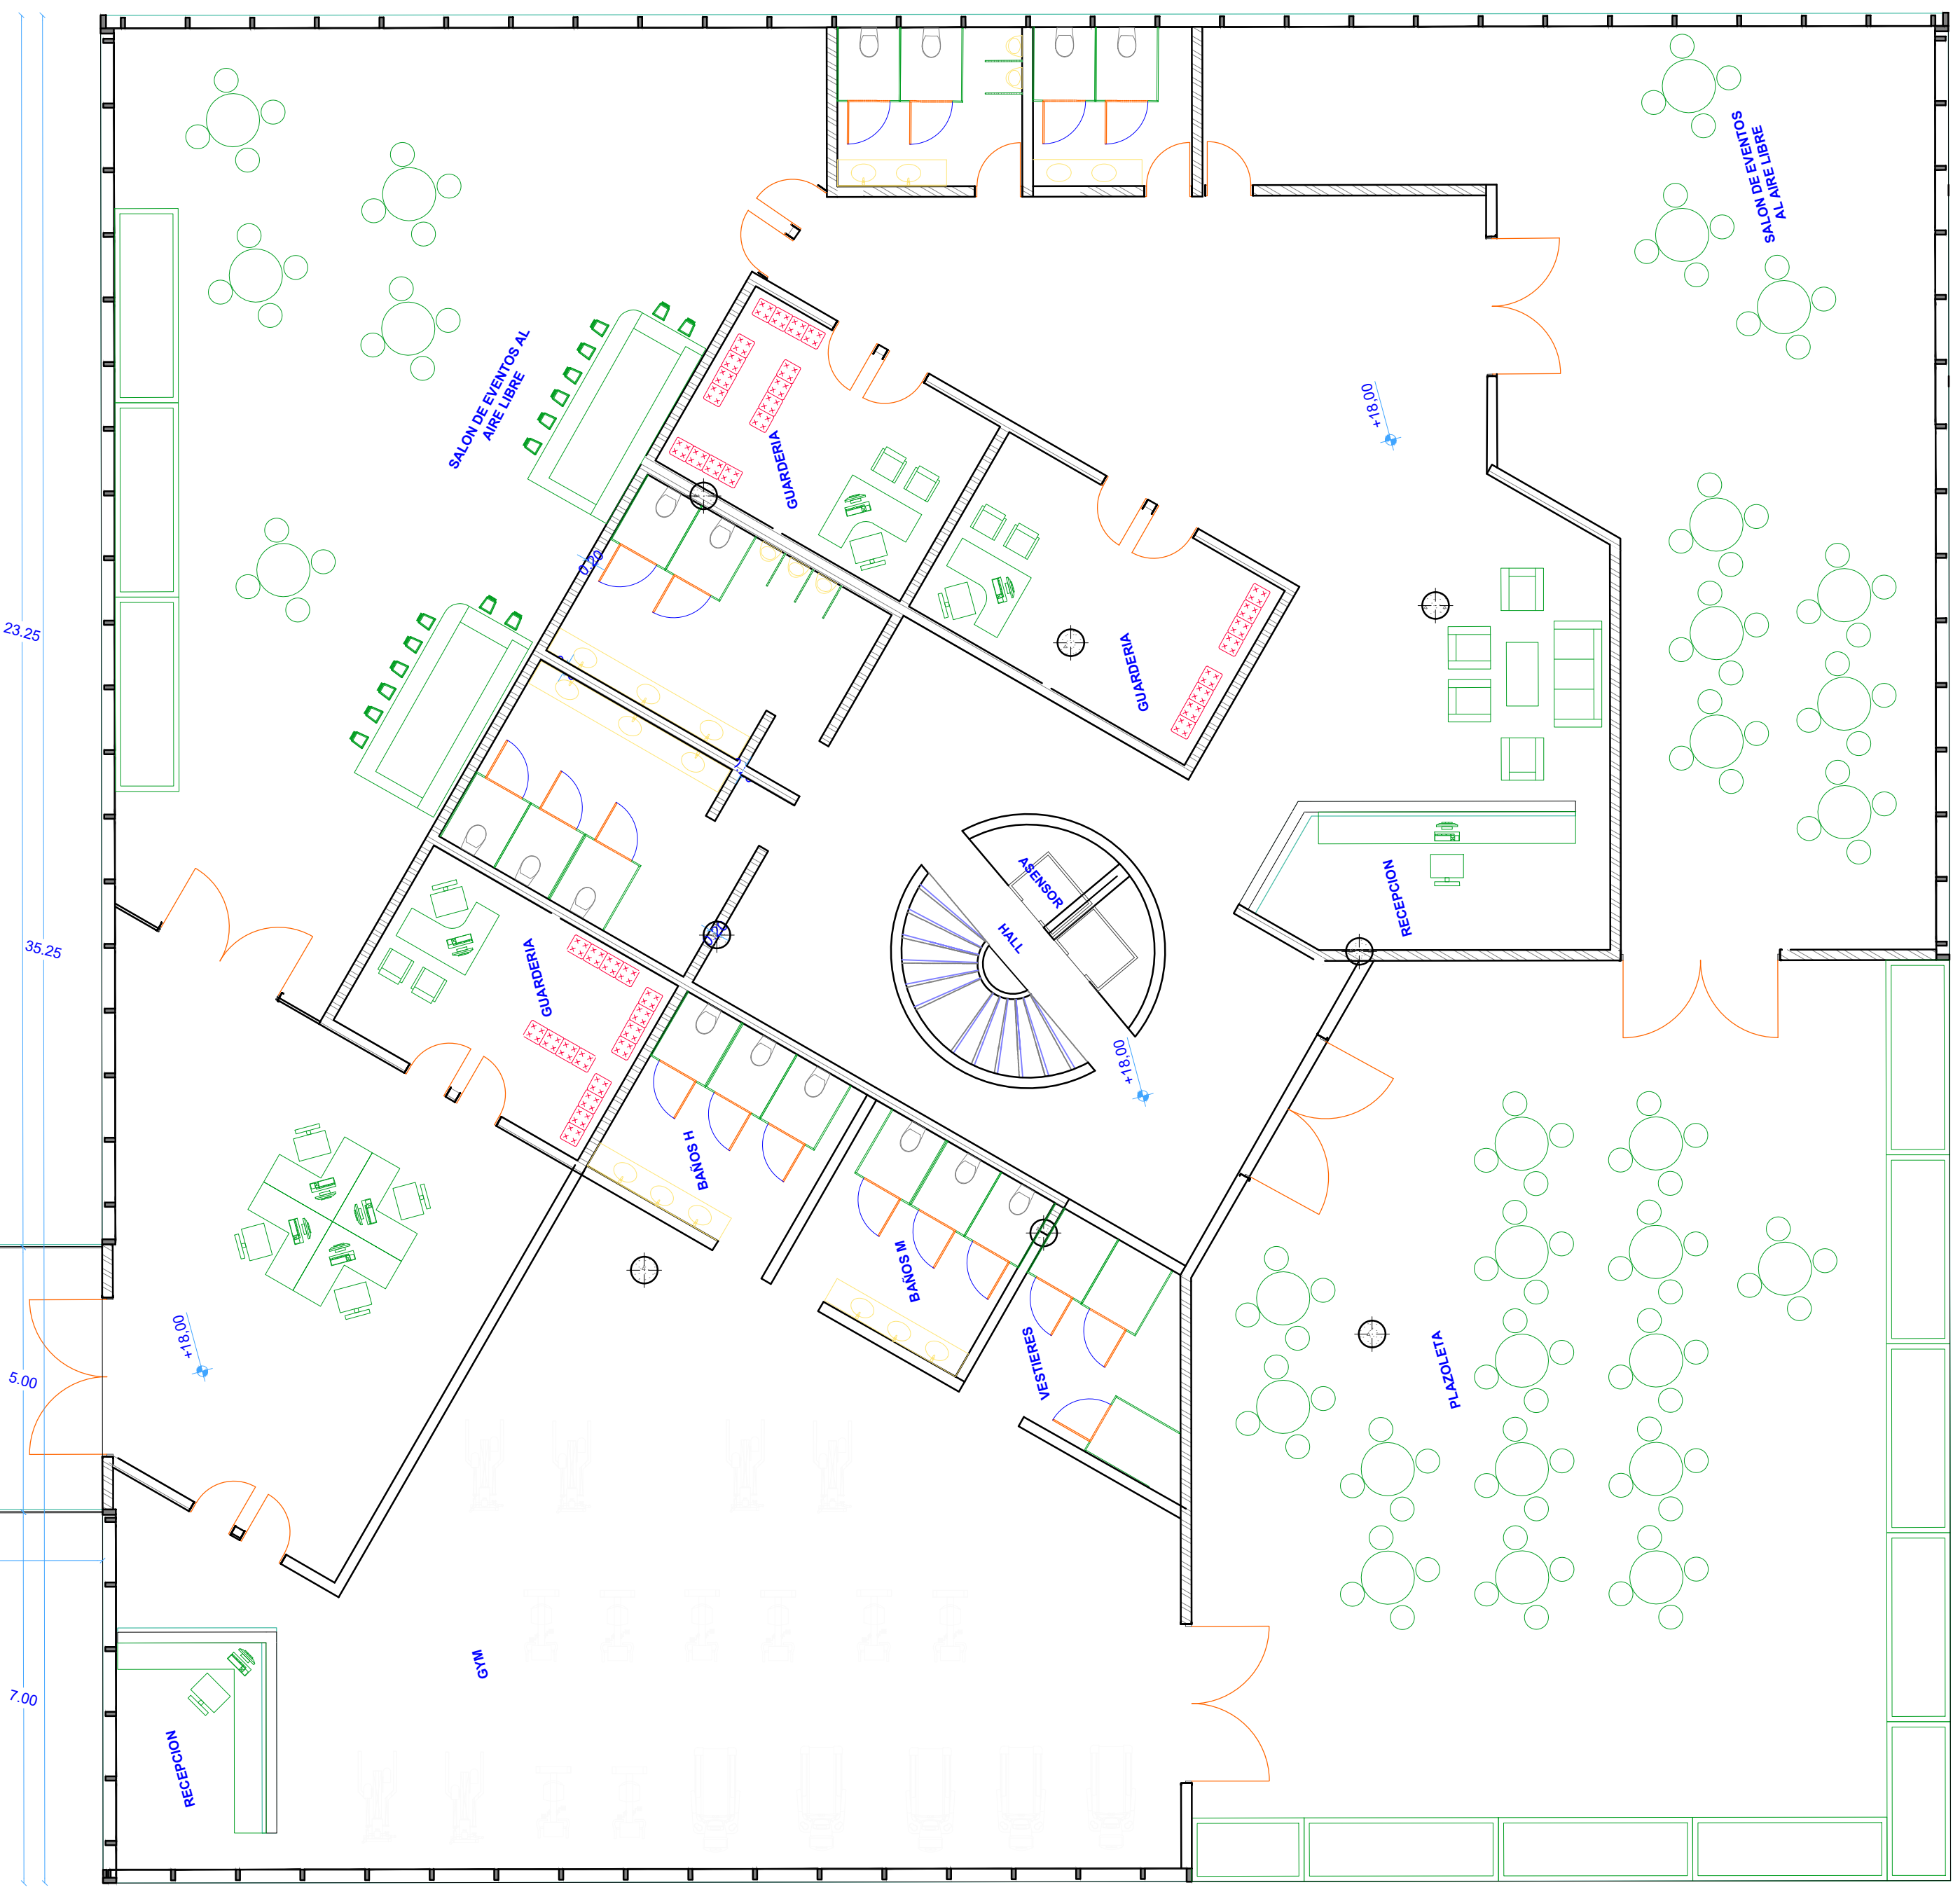 SALON DE EVENTOS
AL AIRE LIBRE
SALON DE EVENTOS AL
AIRE LIBRE
+18,00
GUARDERIA
0.20
23.25
GUARDERIA
ASENSOR
RECEPCION
HALL
35.25
GUARDERIA
+18,00
BAÑOS H
BAÑOS M
VESTIERES
+18,00
PLAZOLETA
5.00
GYM
7.00
RECEPCION